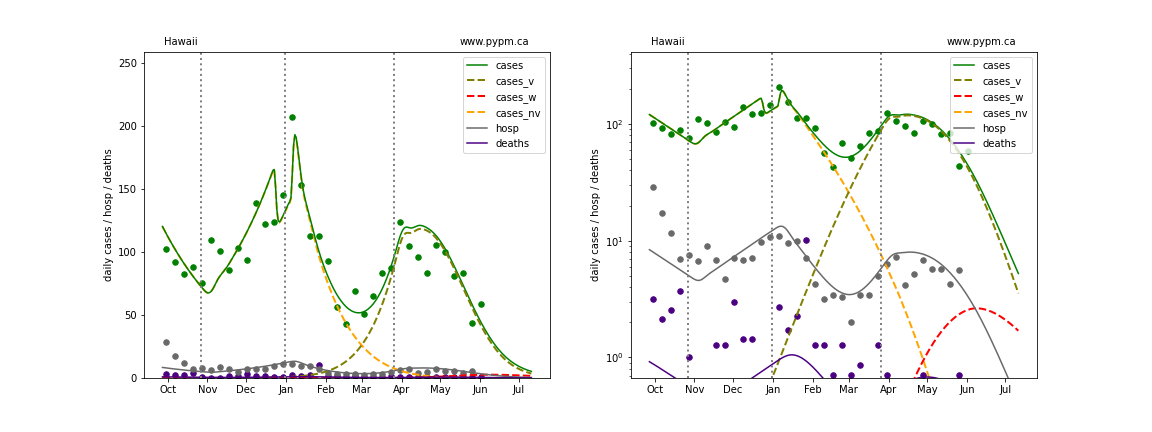 Hawaii www.pypm.ca
250
200
150
100
50
0
daily cases / hosp / deaths
Oct Nov Dec Jan Feb Mar Apr May Jun Jul
cases
cases_v
cases_w
cases_nv
hosp
deaths
Hawaii www.pypm.ca
10²
10¹
10⁰
daily cases / hosp / deaths
Oct Nov Dec Jan Feb Mar Apr May Jun Jul
cases
cases_v
cases_w
cases_nv
hosp
deaths